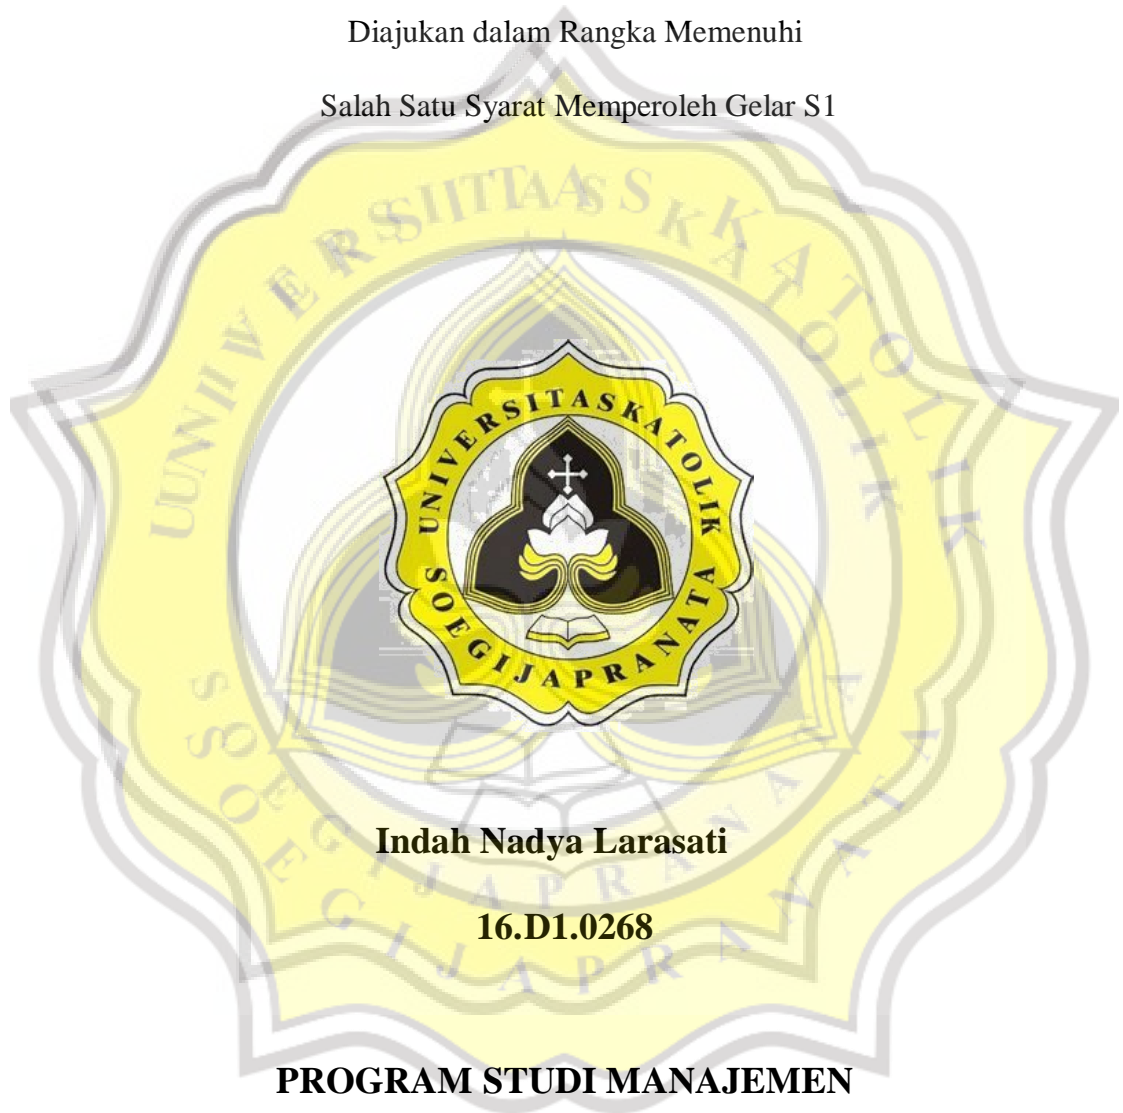 Diajukan dalam Rangka Memenuhi
Salah Satu Syarat Memperoleh Gelar S1
UNIVERSITAS KATOLIK
SOEGIJAPRANATA
Indah Nadya Larasati
16.D1.0268
PROGRAM STUDI MANAJEMEN